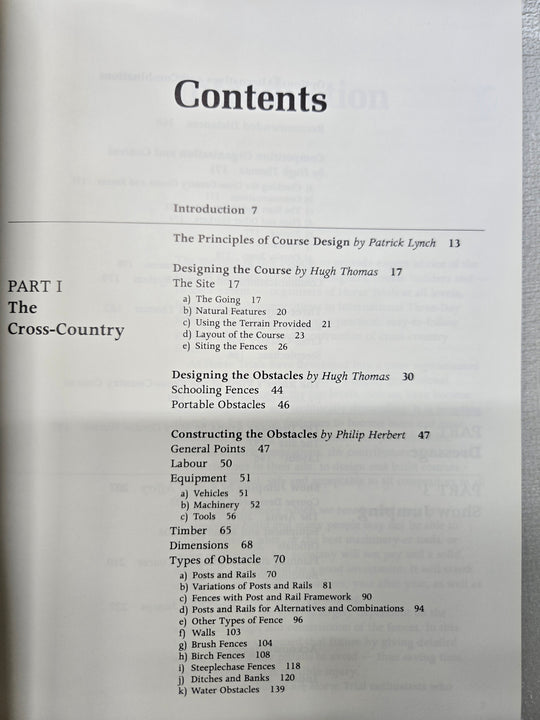 Contents
Introduction 7
The Principles of Course Design by Patrick Lynch 13
PART I
The
Cross-Country
Designing the Course by Hugh Thomas 17
The Site 17
a) The Going 17
b) Natural Features 20
c) Using the Terrain Provided 21
d) Layout of the Course 23
e) Siting the Fences 26
Designing the Obstacles by Hugh Thomas 30
Schooling Fences 44
Portable Obstacles 46
Constructing the Obstacles by Philip Herbert 47
General Points 47
Labour 50
Equipment 51
a) Vehicles 51
b) Machinery 52
c) Tools 56
Timber 65
Dimensions 68
Types of Obstacle 70
a) Posts and Rails 70
b) Variations of Posts and Rails 81
c) Fences with Post and Rail Framework 90
d) Posts and Rails for Alternatives and Combinations 94
e) Other Types of Fence 96
f) Walls 103
g) Brush Fences 104
h) Birch Fences 108
i) Steeplechase Fences 118
j) Ditches and Banks 120
k) Water Obstacles 139